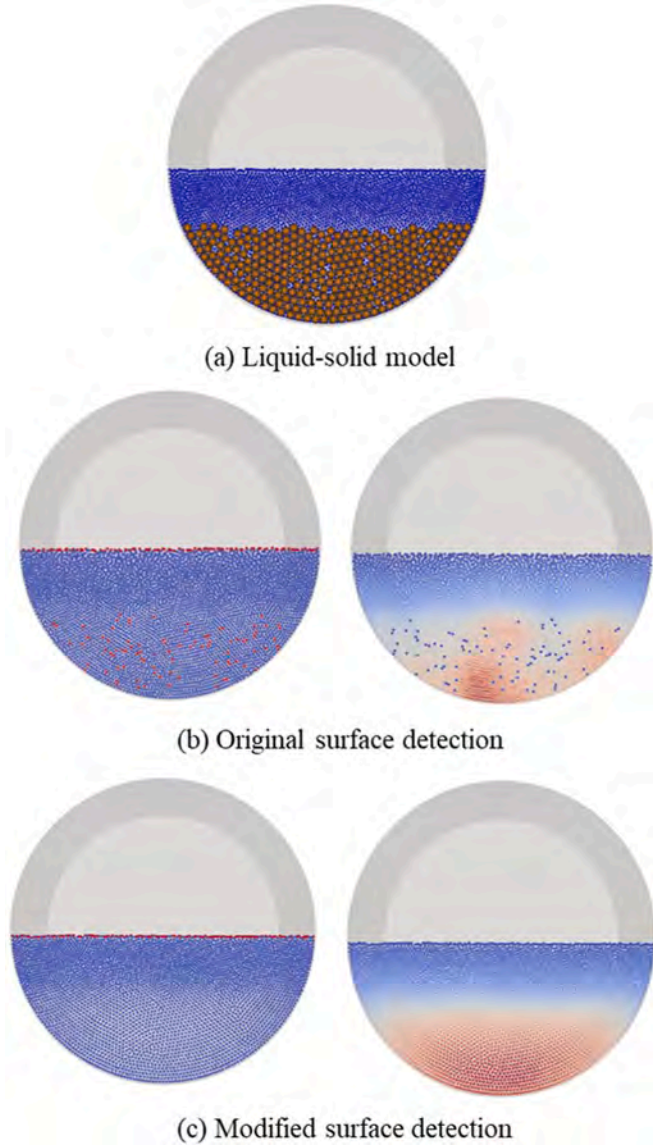 (a) Liquid-solid model
(b) Original surface detection
(c) Modified surface detection